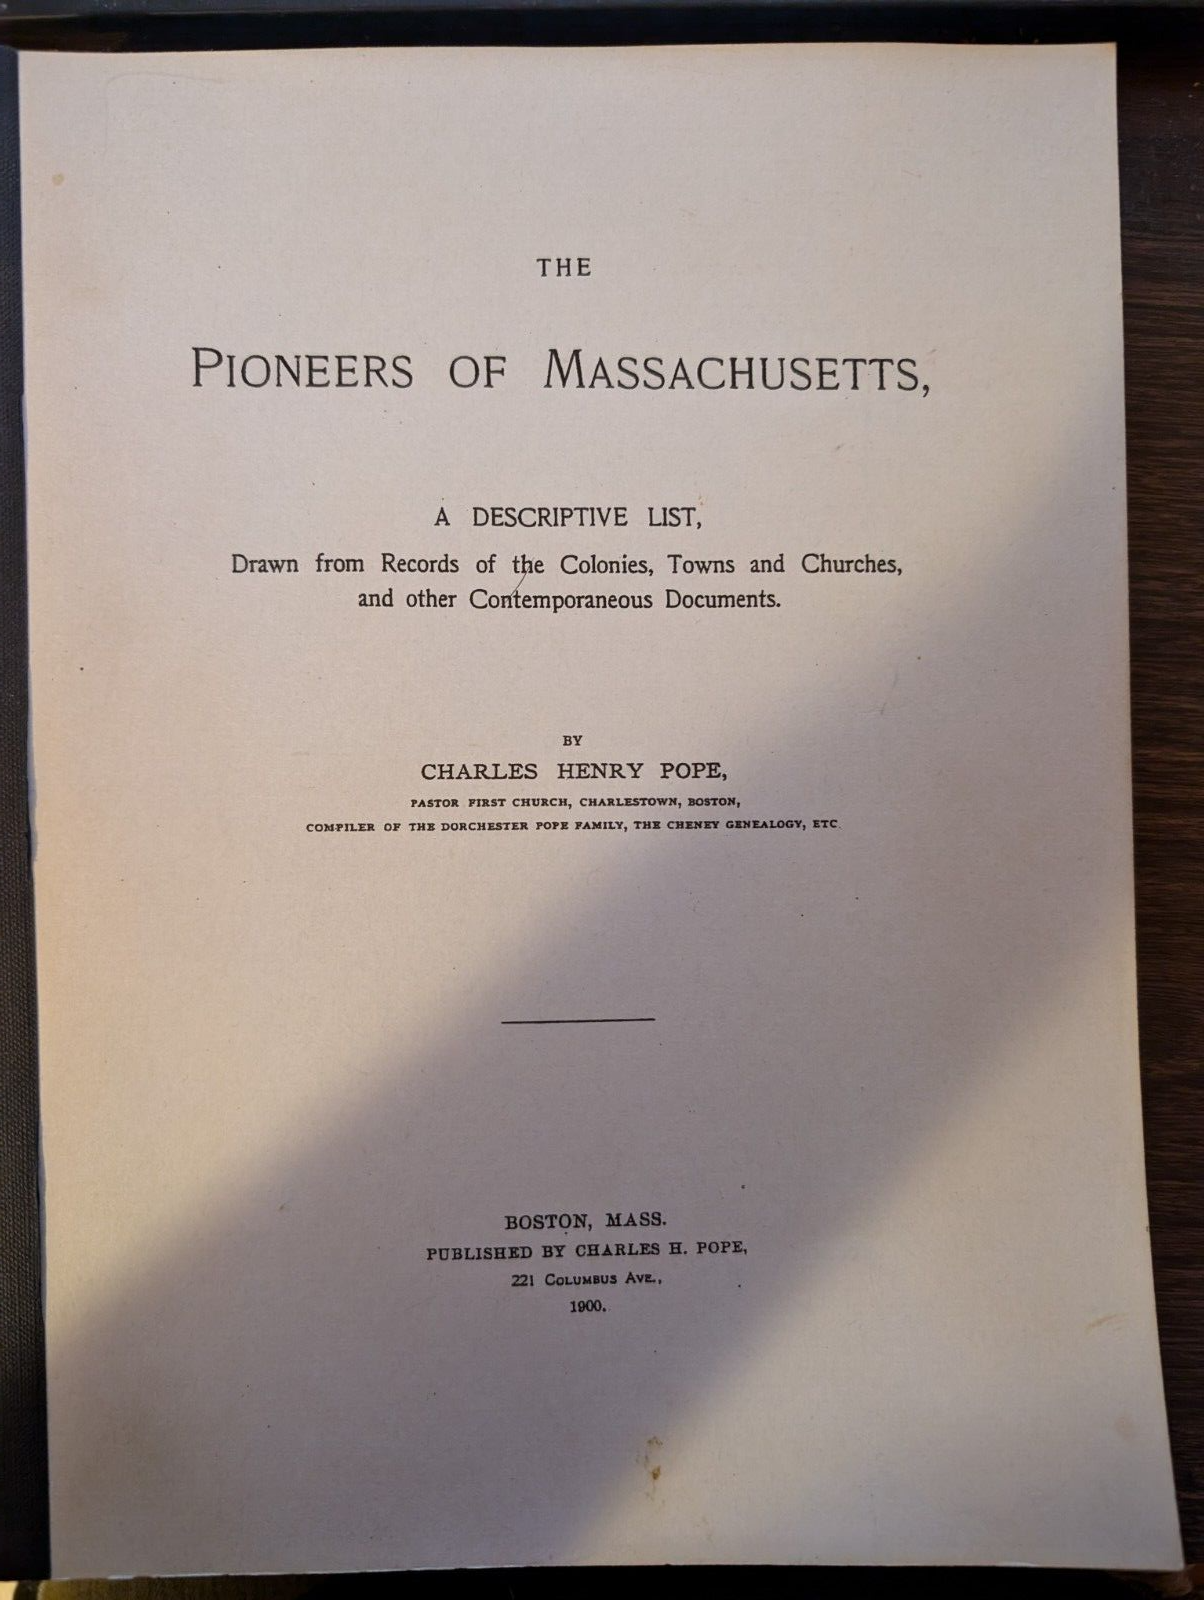 THE
PIONEERS OF MASSACHUSETTS,
A DESCRIPTIVE LIST,
Drawn from Records of the Colonies, Towns and Churches,
and other Contemporaneous Documents.
BY
CHARLES HENRY POPE,
PASTOR FIRST CHURCH, CHARLESTOWN, BOSTON,
COMPILER OF THE DORCHESTER POPE FAMILY, THE CHENEY GENEALOGY, ETC.
BOSTON, MASS.
PUBLISHED BY CHARLES H. POPE,
221 COLUMBUS AVE.,
1900.